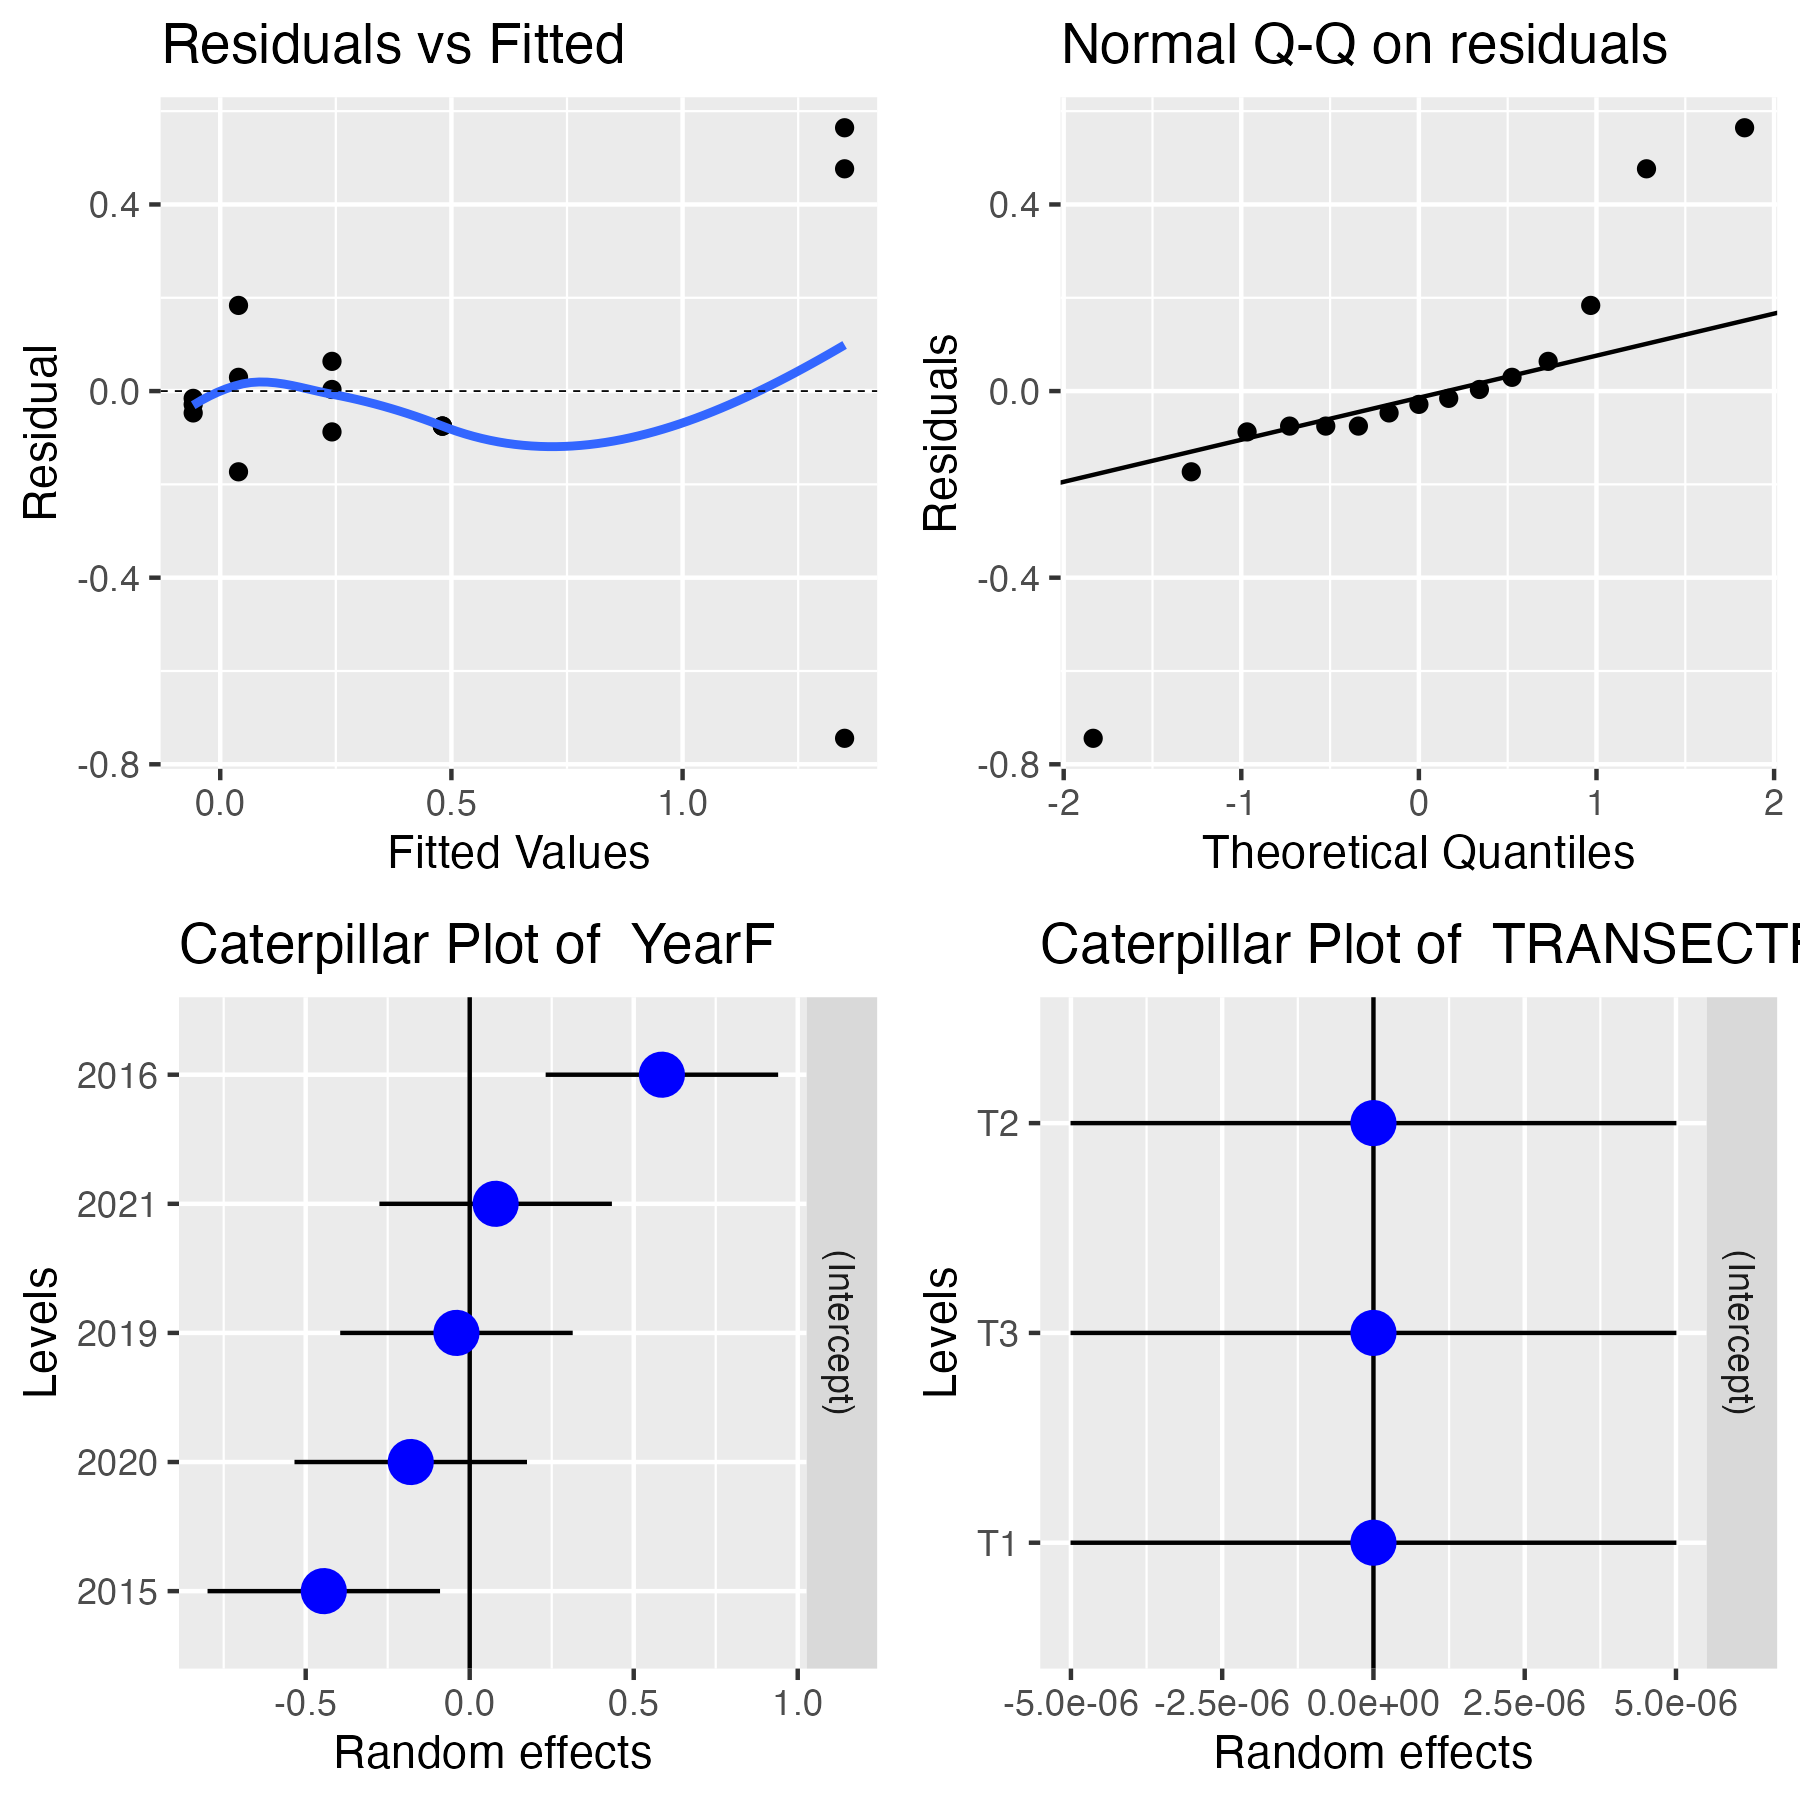 Residuals vs Fitted
Residual
0.4
0.0
-0.4
-0.8
0.0 0.5 1.0
Fitted Values
Normal Q-Q on residuals
Residuals
0.4
0.0
-0.4
-0.8
-2 -1 0 1 2
Theoretical Quantiles
Caterpillar Plot of  YearF
Levels
2016
2021
2019
2020
2015
(Intercept)
-0.5 0.0 0.5 1.0
Random effects
Caterpillar Plot of  TRANSECTF
Levels
T2
T3
T1
(Intercept)
-5.0e-06 -2.5e-06 0.0e+00 2.5e-06 5.0e-06
Random effects